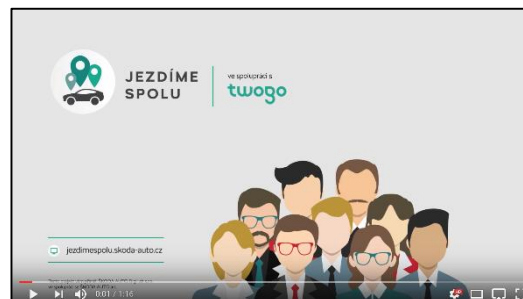 JEZDÍME
SPOLU
ve spolupráci s
twogo
jezdimespolu.skoda-auto.cz
0:01 / 1:16